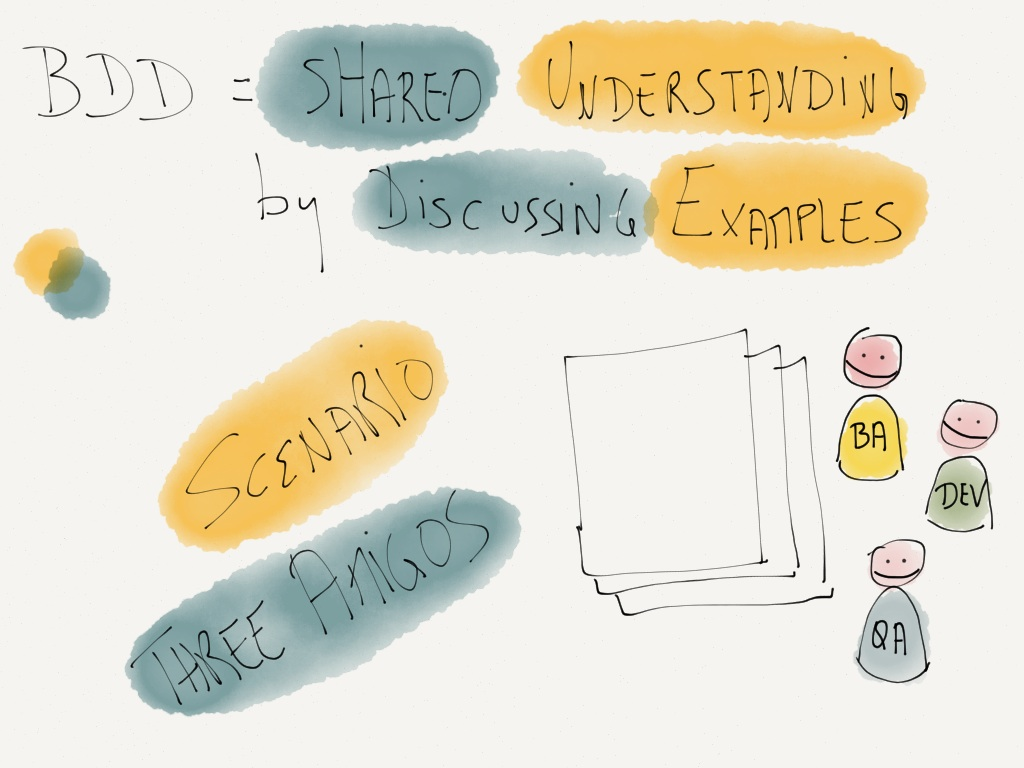 BDD = SHARED UNDERSTANDING
by DISCUSSING EXAMPLES
SCENARIO
THREE AMIGOS
BA
DEV
QA